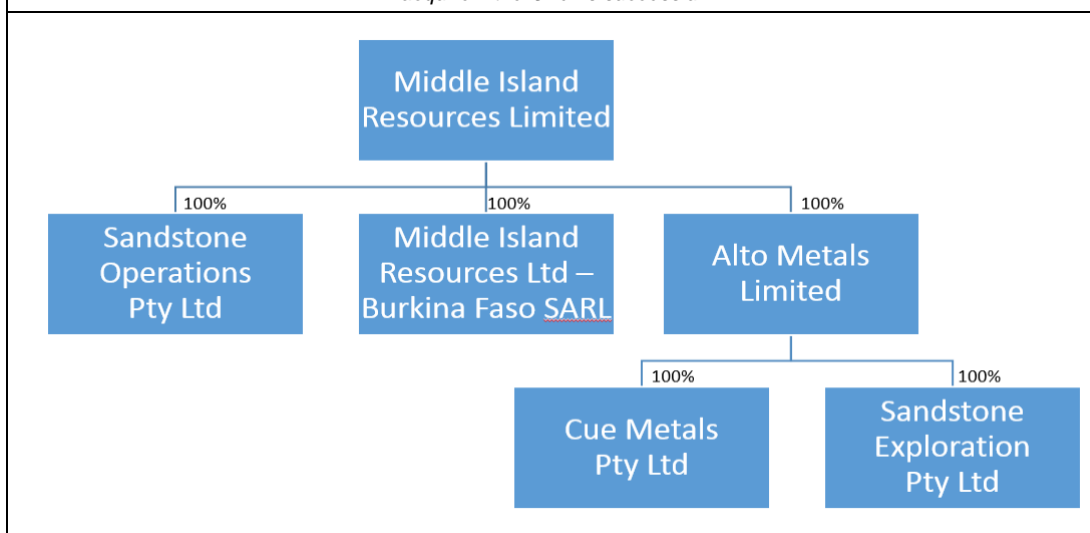 Middle Island
Resources Limited
100%
100%
100%
Sandstone
Operations
Pty Ltd
Middle Island
Resources Ltd –
Burkina Faso SARL
Alto Metals
Limited
100%
100%
Cue Metals
Pty Ltd
Sandstone
Exploration
Pty Ltd